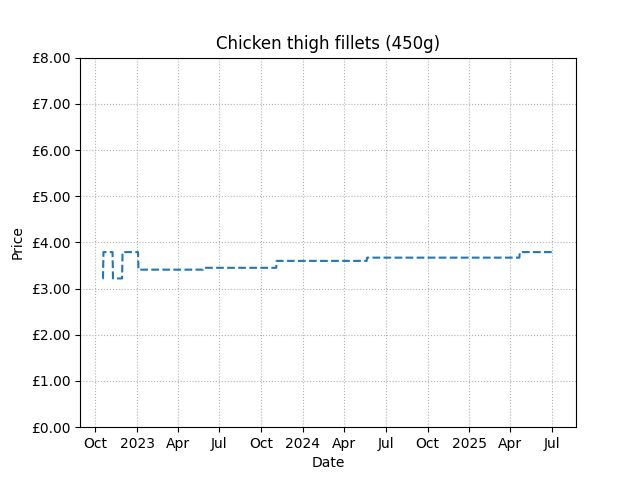 Chicken thigh fillets (450g)
£8.00
£7.00
£6.00
£5.00
£4.00
£3.00
£2.00
£1.00
£0.00
Price
Oct 2023 Apr Jul Oct 2024 Apr Jul Oct 2025 Apr Jul
Date